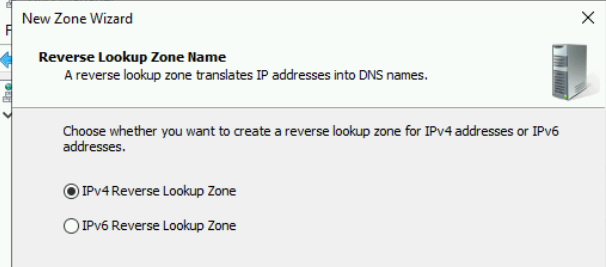 New Zone Wizard
Reverse Lookup Zone Name
A reverse lookup zone translates IP addresses into DNS names.
Choose whether you want to create a reverse lookup zone for IPv4 addresses or IPv6
addresses.
IPv4 Reverse Lookup Zone
IPv6 Reverse Lookup Zone